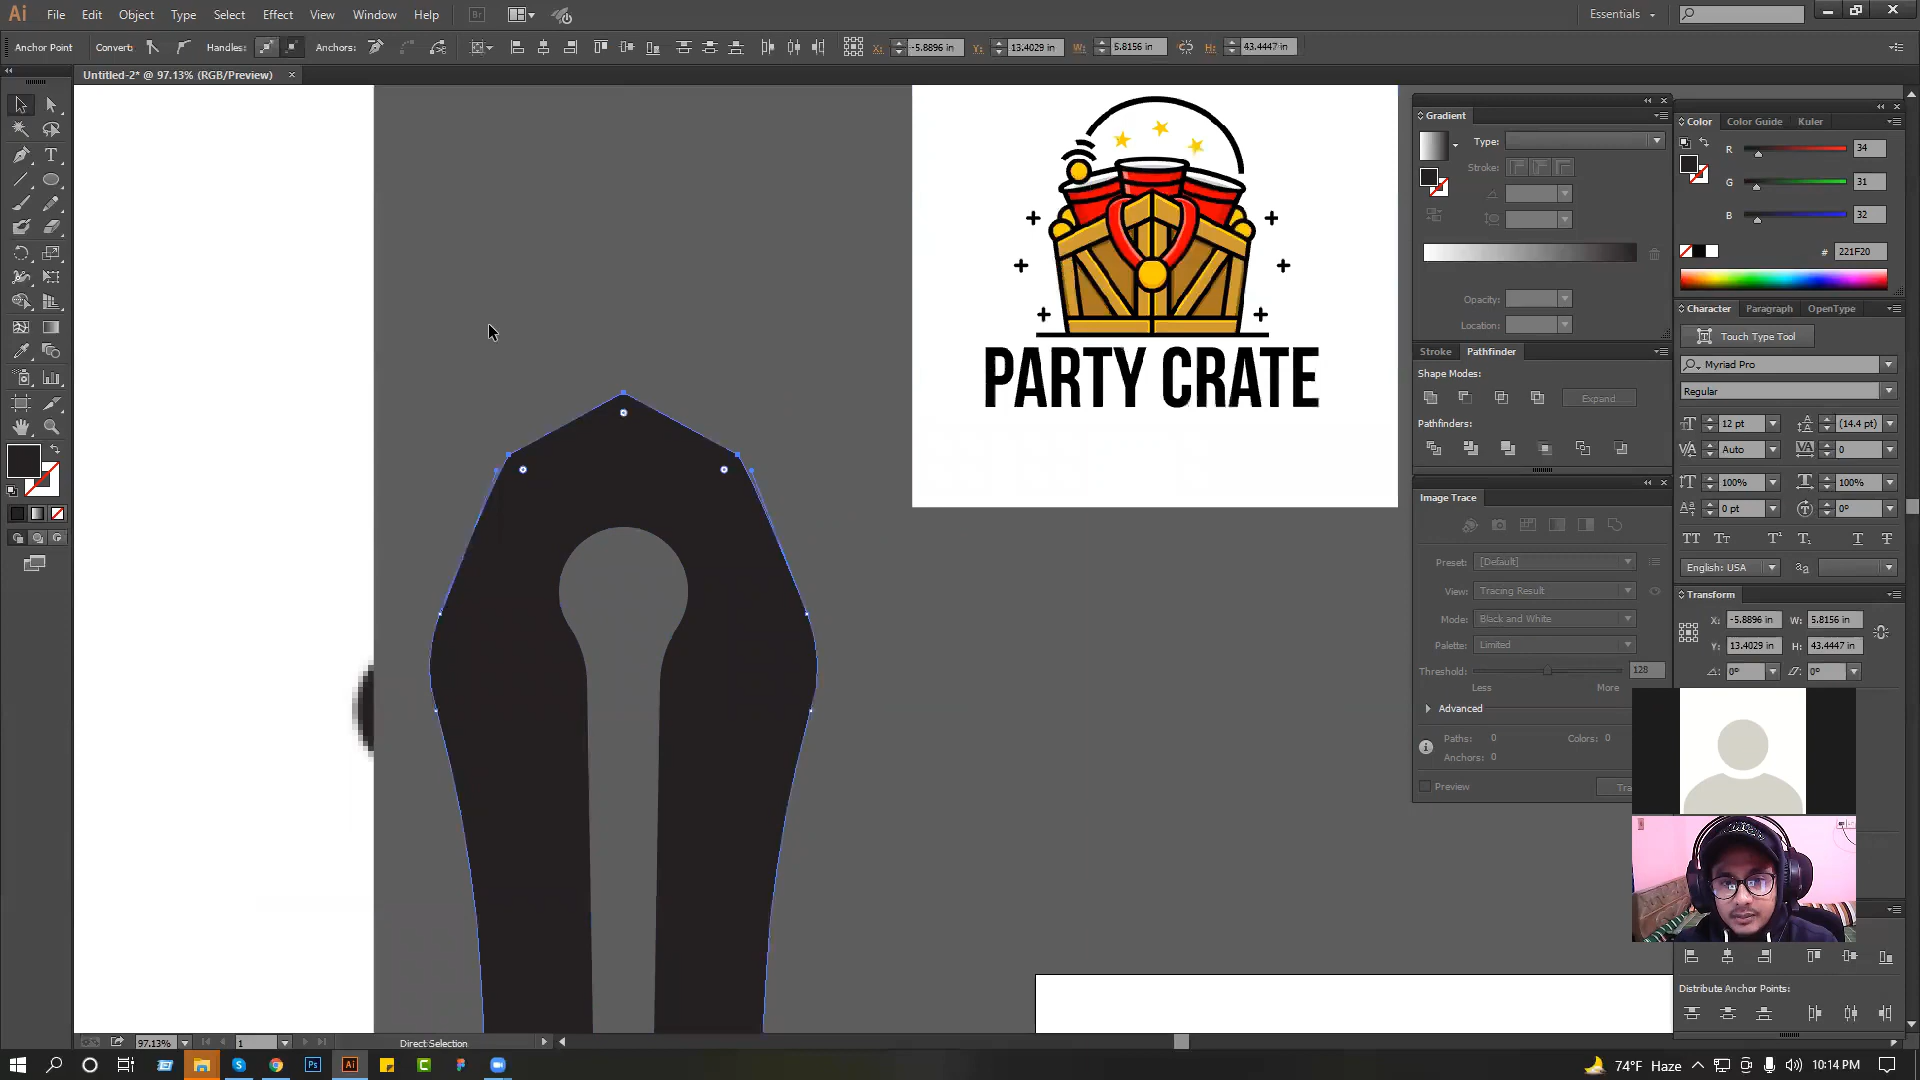 Ai File Edit Object Type Select Effect View Window Help Br Essentials
Anchor Point Convert: Handles: Anchors: X: -5.8896 in Y: 13.4029 in W: 5.8156 in H: 43.4447 in
Untitled-2* @ 97.13% (RGB/Preview) ×
Gradient
Type:
Stroke:
Opacity:
Location:
Stroke Pathfinder
Shape Modes:
Expand
Pathfinders:
Image Trace
Preset: [Default]
View: Tracing Result
Mode: Black and White
Palette: Limited
Threshold: 128
Less More
Advanced
Paths: 0 Colors: 0
Anchors: 0
Preview
Color Color Guide Kuler
R 34
G 31
B 32
# 221F20
Character Paragraph OpenType
Touch Type Tool
Myriad Pro
Regular
12 pt (14.4 pt)
Auto 0
100% 100%
0 pt 0°
English: USA
Transform
X: -5.8896 in W: 5.8156 in
Y: 13.4029 in H: 43.4447 in
0° 0°
Distribute Anchor Points:
PARTY CRATE
97.13% 1 Direct Selection
Ps Ai
74°F Haze 10:14 PM